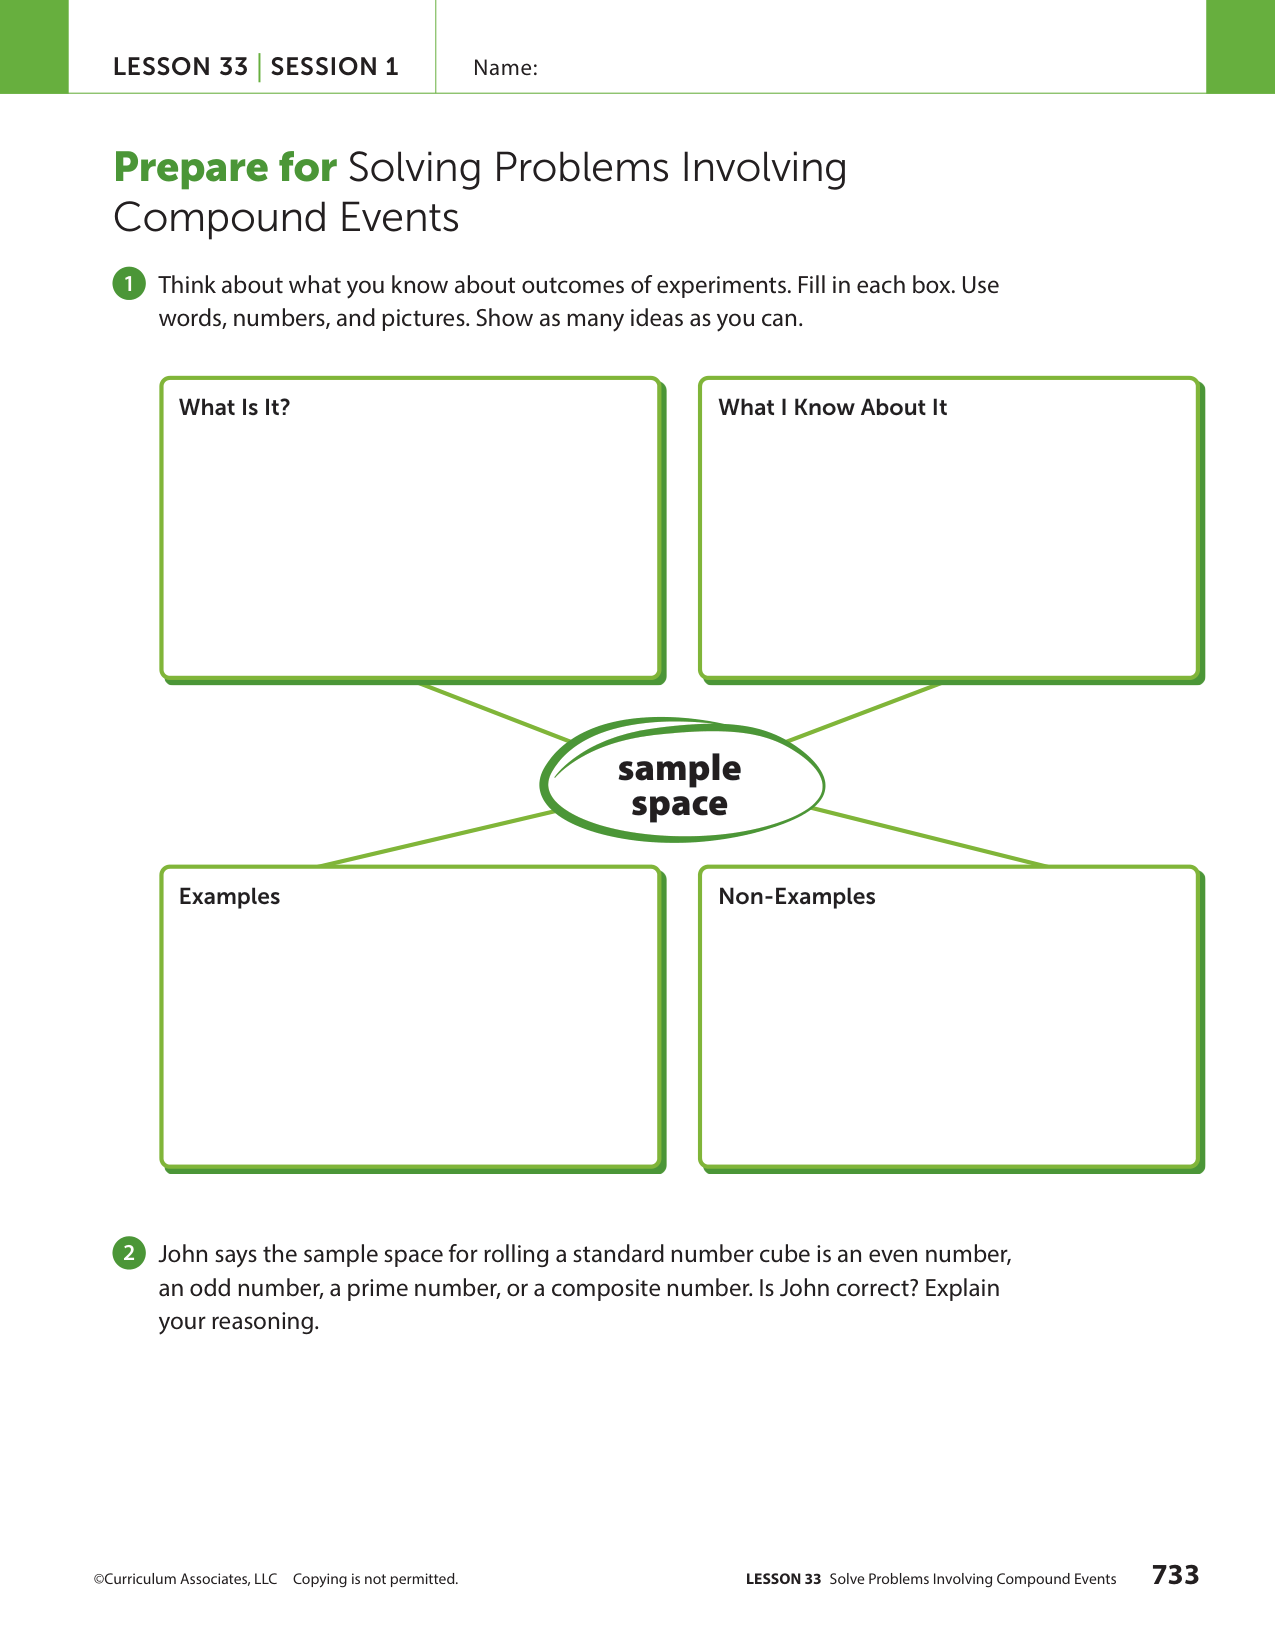 LESSON 33 | SESSION 1
Name:
Prepare for Solving Problems Involving
Compound Events
1 Think about what you know about outcomes of experiments. Fill in each box. Use
words, numbers, and pictures. Show as many ideas as you can.
What Is It?
What I Know About It
sample
space
Examples
Non-Examples
2 John says the sample space for rolling a standard number cube is an even number,
an odd number, a prime number, or a composite number. Is John correct? Explain
your reasoning.
©Curriculum Associates, LLC Copying is not permitted.
LESSON 33 Solve Problems Involving Compound Events 733